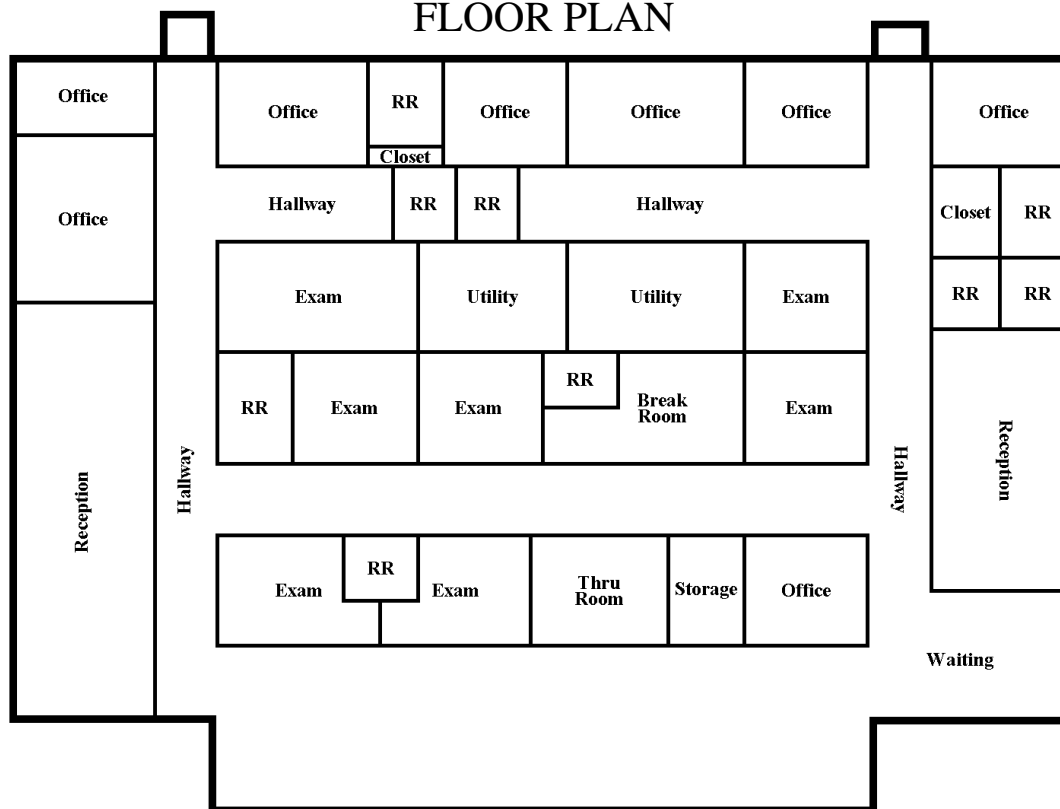 FLOOR PLAN
Office
Office
RR
Office
Office
Office
Office
Closet
Office
Hallway
RR
RR
Hallway
Closet
RR
Exam
Utility
Utility
Exam
RR
RR
RR
Exam
Exam
RR
Break
Room
Exam
Reception
Hallway
Hallway
Reception
Exam
RR
Exam
Thru
Room
Storage
Office
Waiting